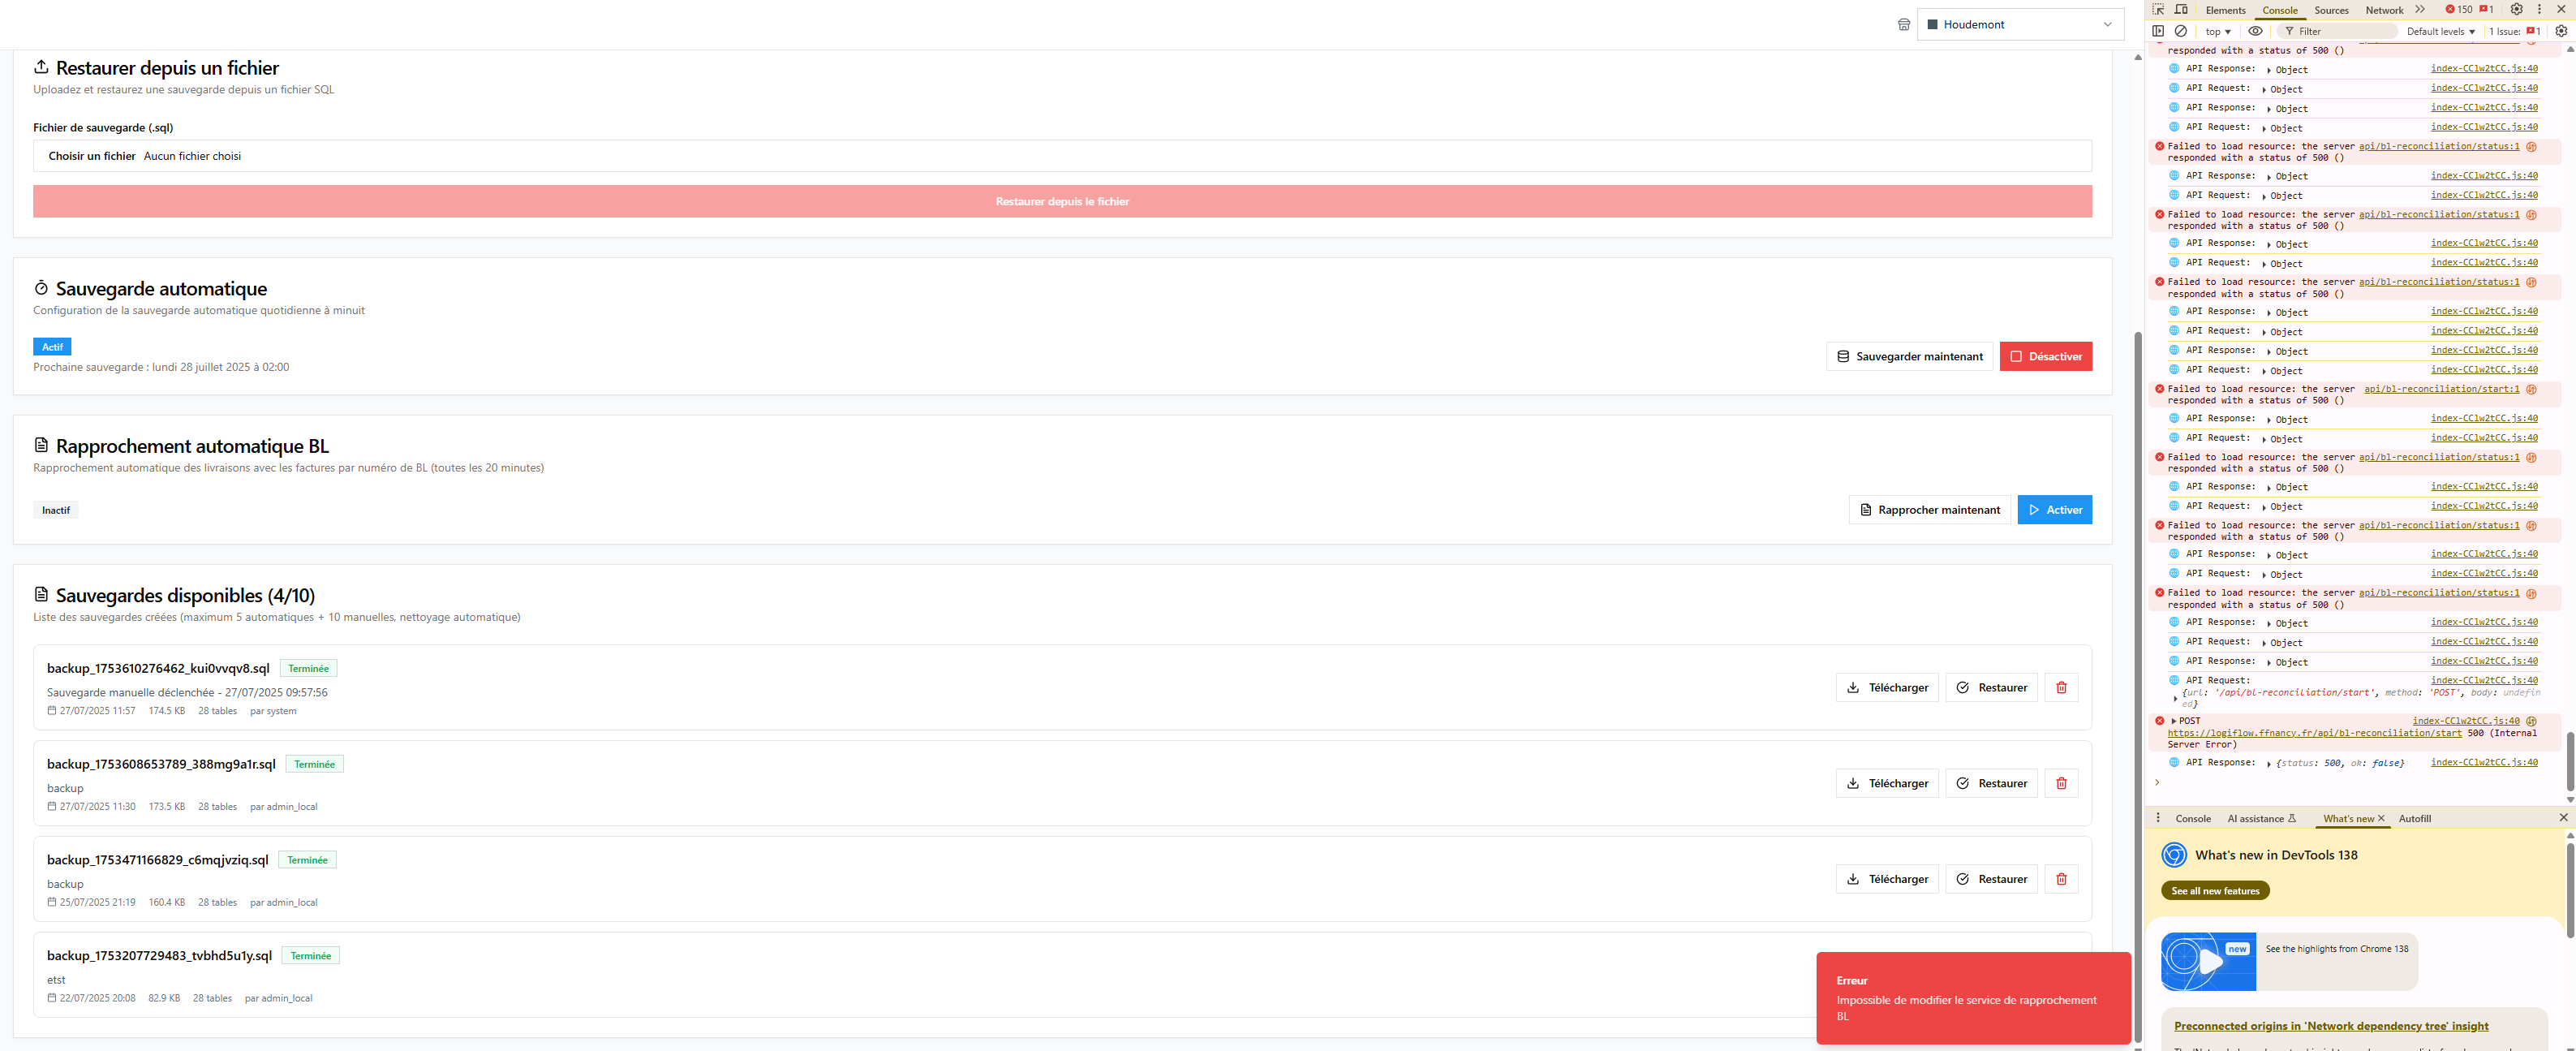 Houdemont
Restaurer depuis un fichier
Uploadez et restaurez une sauvegarde depuis un fichier SQL
Fichier de sauvegarde (.sql)
Choisir un fichier Aucun fichier choisi
Restaurer depuis le fichier
Sauvegarde automatique
Configuration de la sauvegarde automatique quotidienne à minuit
Actif
Prochaine sauvegarde : lundi 28 juillet 2025 à 02:00
Sauvegarder maintenant
Désactiver
Rapprochement automatique BL
Rapprochement automatique des livraisons avec les factures par numéro de BL (toutes les 20 minutes)
Inactif
Rapprocher maintenant
Activer
Sauvegardes disponibles (4/10)
Liste des sauvegardes créées (maximum 5 automatiques + 10 manuelles, nettoyage automatique)
backup_1753610276462_kui0vvqv8.sql Terminée
Sauvegarde manuelle déclenchée - 27/07/2025 09:57:56
27/07/2025 11:57 174.5 KB 28 tables par system
Télécharger Restaurer
backup_1753608653789_388mg9a1r.sql Terminée
backup
27/07/2025 11:30 173.5 KB 28 tables par admin_local
Télécharger Restaurer
backup_1753471166829_c6mqjvziq.sql Terminée
backup
25/07/2025 21:19 160.4 KB 28 tables par admin_local
Télécharger Restaurer
backup_1753207729483_tvbhd5u1y.sql Terminée
etst
22/07/2025 20:08 82.9 KB 28 tables par admin_local
Erreur
Impossible de modifier le service de rapprochement
BL
Elements Console Sources Network 150 1
top Filter Default levels 1 Issue: 1
responded with a status of 500 ()
API Response: Object index-CC1w2tCC.js:40
API Request: Object index-CC1w2tCC.js:40
API Response: Object index-CC1w2tCC.js:40
API Request: Object index-CC1w2tCC.js:40
Failed to load resource: the server api/bl-reconciliation/status:1
responded with a status of 500 ()
API Response: Object index-CC1w2tCC.js:40
API Request: Object index-CC1w2tCC.js:40
Failed to load resource: the server api/bl-reconciliation/status:1
responded with a status of 500 ()
API Response: Object index-CC1w2tCC.js:40
API Request: Object index-CC1w2tCC.js:40
Failed to load resource: the server api/bl-reconciliation/status:1
responded with a status of 500 ()
API Response: Object index-CC1w2tCC.js:40
API Request: Object index-CC1w2tCC.js:40
API Response: Object index-CC1w2tCC.js:40
API Request: Object index-CC1w2tCC.js:40
Failed to load resource: the server api/bl-reconciliation/start:1
responded with a status of 500 ()
API Response: Object index-CC1w2tCC.js:40
API Request: Object index-CC1w2tCC.js:40
Failed to load resource: the server api/bl-reconciliation/status:1
responded with a status of 500 ()
API Response: Object index-CC1w2tCC.js:40
API Request: Object index-CC1w2tCC.js:40
Failed to load resource: the server api/bl-reconciliation/status:1
responded with a status of 500 ()
API Response: Object index-CC1w2tCC.js:40
API Request: Object index-CC1w2tCC.js:40
Failed to load resource: the server api/bl-reconciliation/status:1
responded with a status of 500 ()
API Response: Object index-CC1w2tCC.js:40
API Request: Object index-CC1w2tCC.js:40
API Response: Object index-CC1w2tCC.js:40
API Request: index-CC1w2tCC.js:40
{url: '/api/bl-reconciliation/start', method: 'POST', body: undefin
ed}
POST index-CC1w2tCC.js:40
https://logiflow.ffnancy.fr/api/bl-reconciliation/start 500 (Internal
Server Error)
API Response: {status: 500, ok: false} index-CC1w2tCC.js:40
Console AI assistance What's new Autofill
What's new in DevTools 138
See all new features
new
See the highlights from Chrome 138
Preconnected origins in 'Network dependency tree' insight